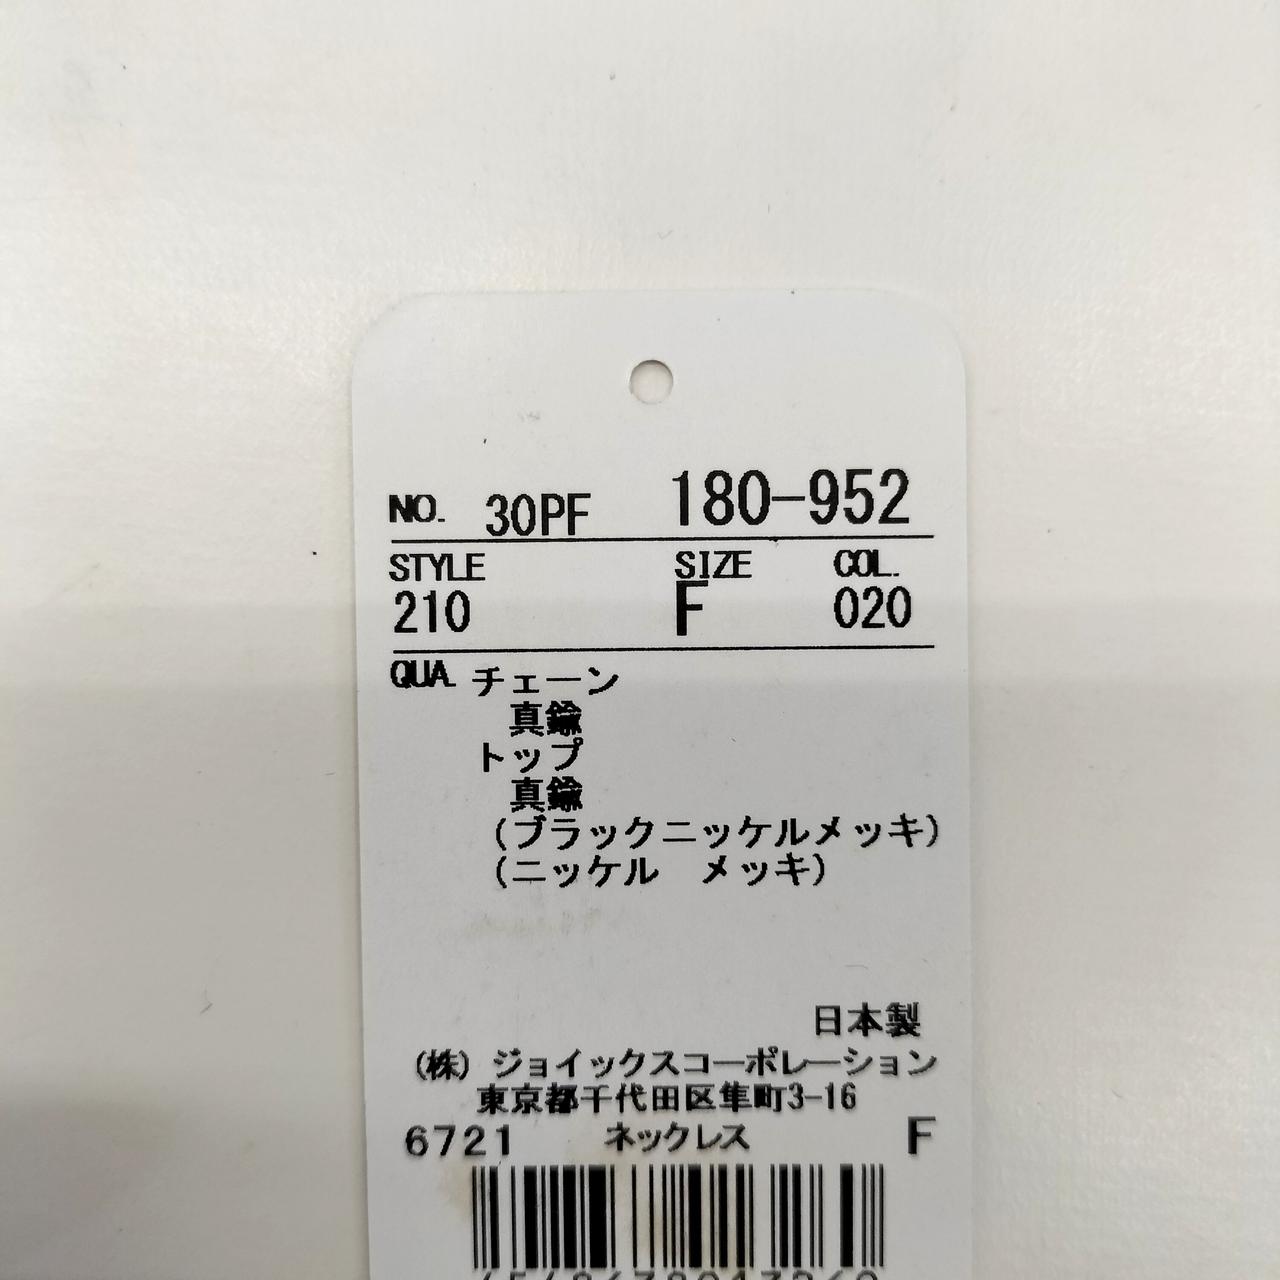 NO. 30PF 180-952
STYLE SIZE COL.
210 F 020
QUA. チェーン
真鍮
トップ
真鍮
(ブラックニッケルメッキ)
(ニッケル メッキ)
日本製
(株) ジョイックスコーポレーション
東京都千代田区隼町3-16
6721 ネックレス F